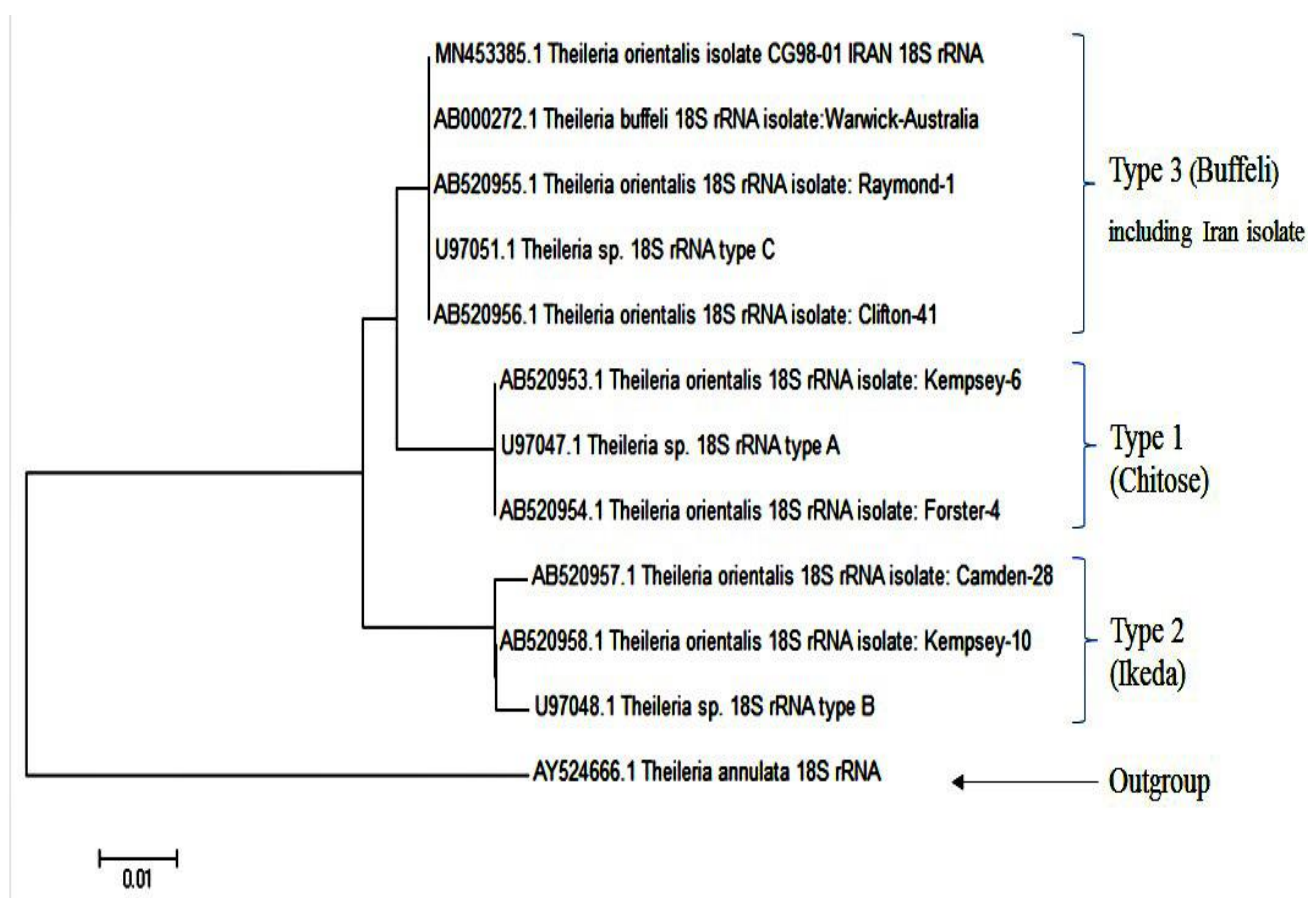 MN453385.1 Theileria orientalis isolate CG98-01 IRAN 18S rRNA
AB000272.1 Theileria buffeli 18S rRNA isolate:Warwick-Australia
AB520955.1 Theileria orientalis 18S rRNA isolate: Raymond-1
U97051.1 Theileria sp. 18S rRNA type C
AB520956.1 Theileria orientalis 18S rRNA isolate: Clifton-41
Type 3 (Buffeli)
including Iran isolate
AB520953.1 Theileria orientalis 18S rRNA isolate: Kempsey-6
U97047.1 Theileria sp. 18S rRNA type A
AB520954.1 Theileria orientalis 18S rRNA isolate: Forster-4
Type 1
(Chitose)
AB520957.1 Theileria orientalis 18S rRNA isolate: Camden-28
AB520958.1 Theileria orientalis 18S rRNA isolate: Kempsey-10
U97048.1 Theileria sp. 18S rRNA type B
Type 2
(Ikeda)
AY524666.1 Theileria annulata 18S rRNA
Outgroup
0.01